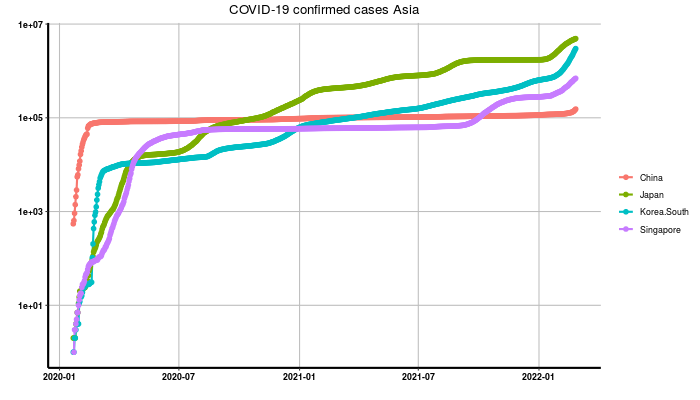 COVID-19 confirmed cases Asia
1e+07
1e+05
1e+03
1e+01
2020-01
2020-07
2021-01
2021-07
2022-01
China
Japan
Korea.South
Singapore